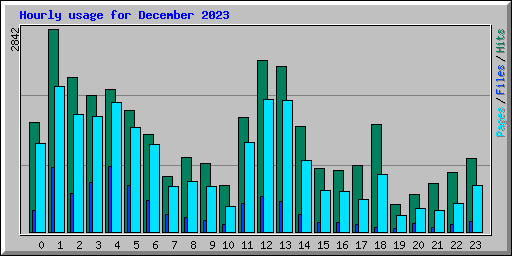 Hourly usage for December 2023
2842
Pages/Files/Hits
0 1 2 3 4 5 6 7 8 9 10 11 12 13 14 15 16 17 18 19 20 21 22 23